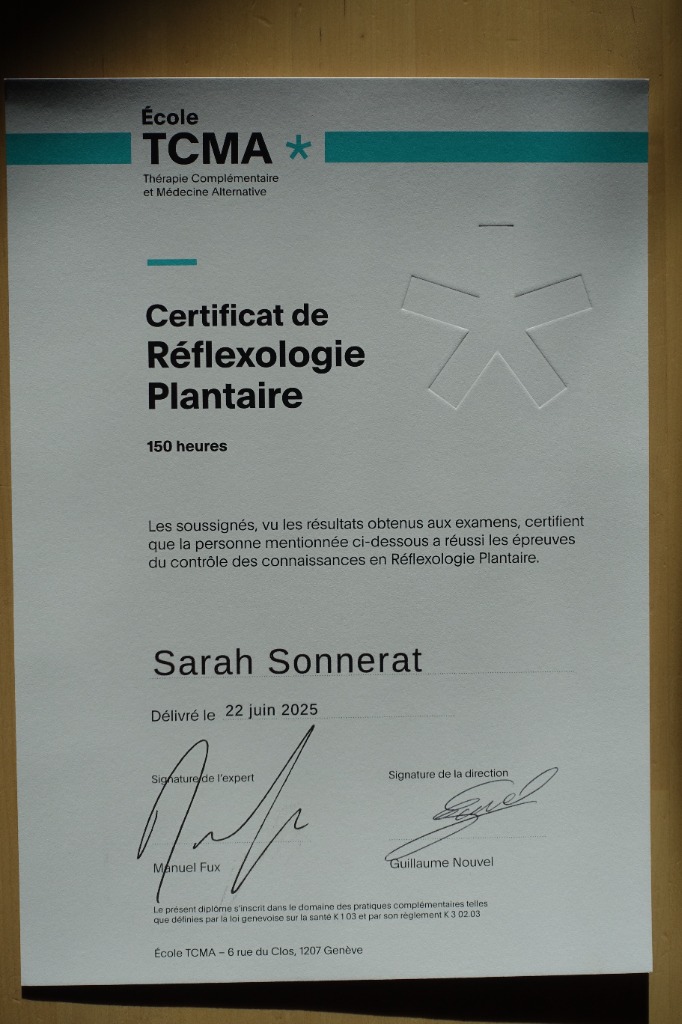 École
TCMA *
Thérapie Complémentaire
et Médecine Alternative
Certificat de
Réflexologie
Plantaire
150 heures
Les soussignés, vu les résultats obtenus aux examens, certifient
que la personne mentionnée ci-dessous a réussi les épreuves
du contrôle des connaissances en Réflexologie Plantaire.
Sarah Sonnerat
Délivré le 22 juin 2025
Signature de l'expert
Signature de la direction
Manuel Fux
Guillaume Nouvel
Le présent diplôme s'inscrit dans le domaine des pratiques complémentaires telles
que définies par la loi genevoise sur la santé K 1 03 et par son règlement K 3 02.03
École TCMA – 6 rue du Clos, 1207 Genève